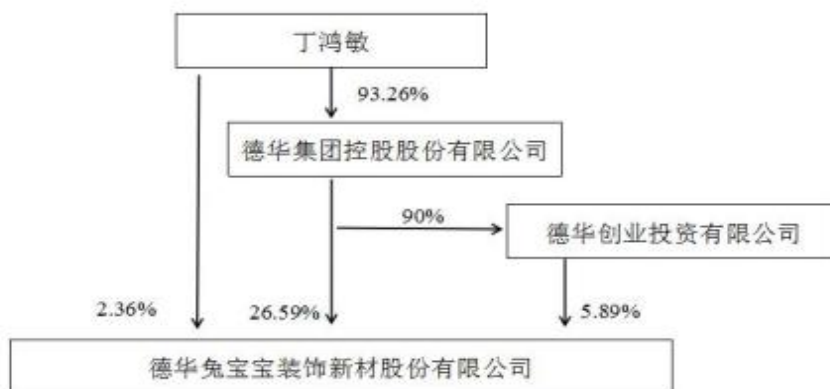 丁鸿敏
93.26%
德华集团控股股份有限公司
90%
德华创业投资有限公司
2.36%
26.59%
5.89%
德华兔宝宝装饰新材股份有限公司